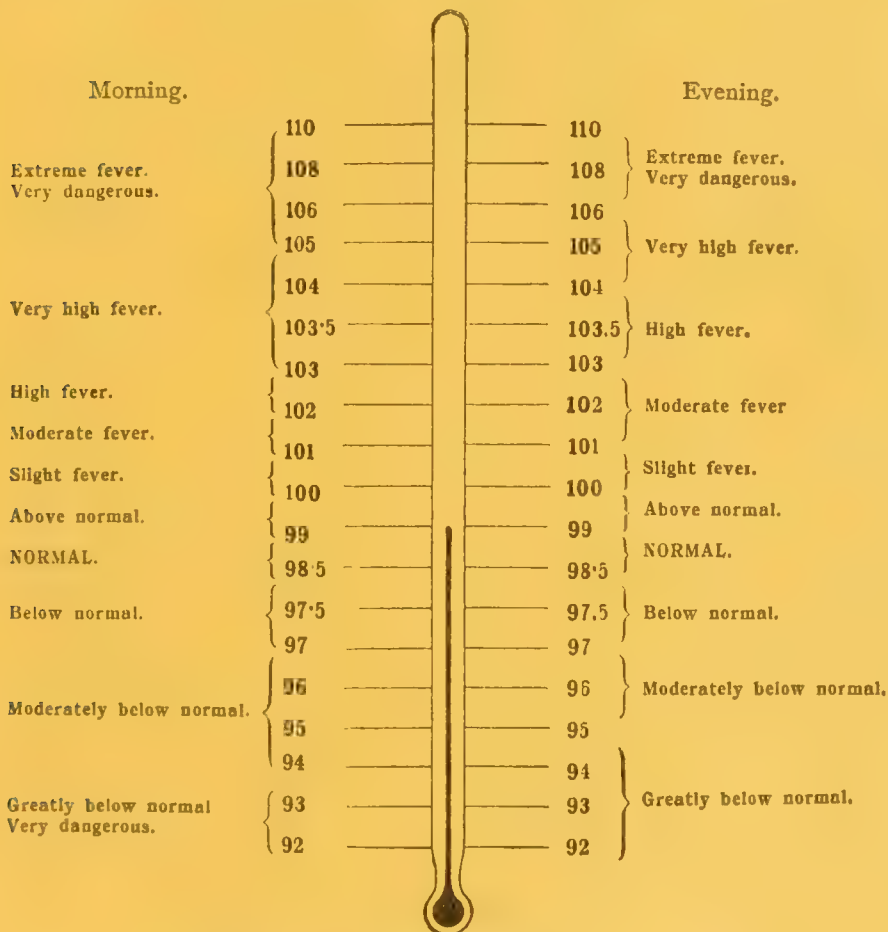 Morning.
Evening.
110
110
Extreme fever.
Very dangerous.
108
108
Extreme fever.
Very dangerous.
106
106
105
105
Very high fever.
104
104
Very high fever.
103·5
103.5
High fever.
103
103
High fever.
102
102
Moderate fever
Moderate fever.
101
101
Slight fever.
100
100
Slight fever.
Above normal.
99
99
Above normal.
NORMAL.
98·5
98·5
NORMAL.
Below normal.
97·5
97.5
Below normal.
97
97
96
96
Moderately below normal.
Moderately below normal.
95
95
94
94
Greatly below normal
Very dangerous.
93
93
Greatly below normal.
92
92